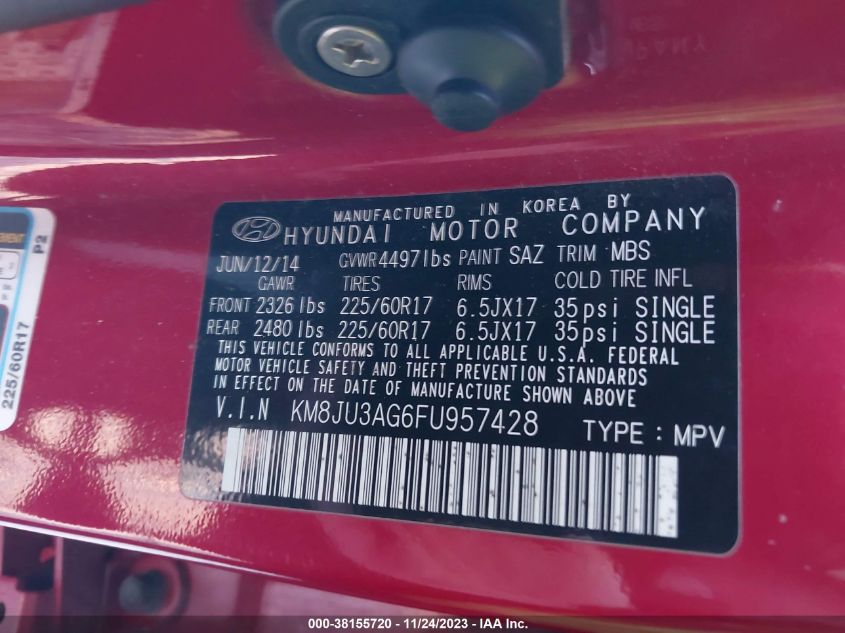 MANUFACTURED IN KOREA BY
HYUNDAI MOTOR COMPANY
JUN/12/14 GVWR 4497lbs PAINT SAZ TRIM MBS
GAWR TIRES RIMS COLD TIRE INFL
FRONT 2326 lbs 225/60R17 6.5JX17 35psi SINGLE
REAR 2480 lbs 225/60R17 6.5JX17 35psi SINGLE
THIS VEHICLE CONFORMS TO ALL APPLICABLE U.S.A. FEDERAL
MOTOR VEHICLE SAFETY AND THEFT PREVENTION STANDARDS
IN EFFECT ON THE DATE OF MANUFACTURE SHOWN ABOVE
V.I.N KM8JU3AG6FU957428 TYPE : MPV
P2
225/60R17
000-38155720 - 11/24/2023 - IAAI.COM